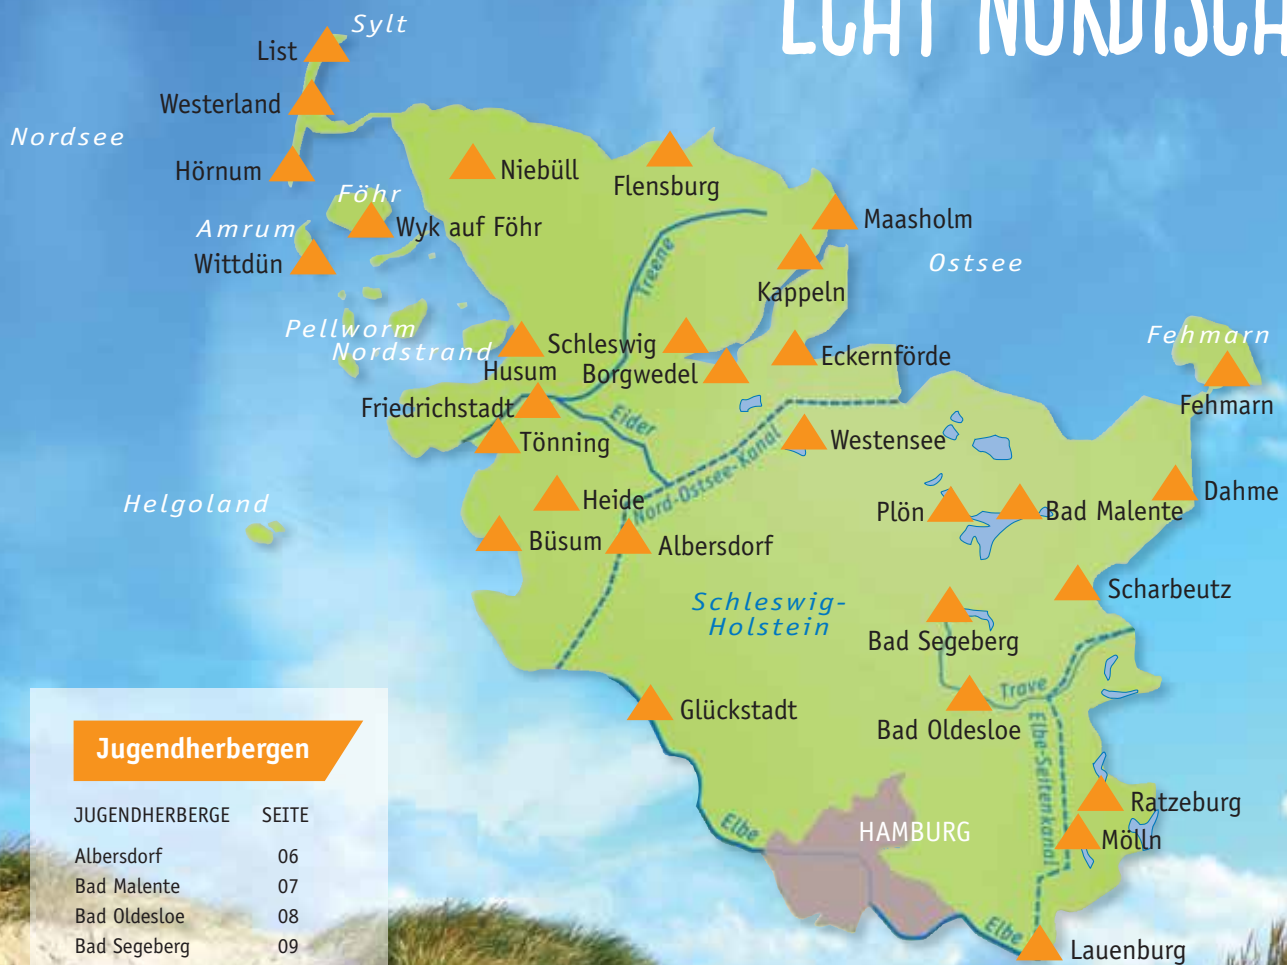 ECHT NORDISCH
Sylt
List
Westerland
Nordsee
Hörnum
Niebüll
Flensburg
Föhr
Amrum
Wyk auf Föhr
Wittdün
Maasholm
Ostsee
Treene
Kappeln
Pellworm
Nordstrand
Husum
Schleswig
Borgwedel
Eckernförde
Fehmarn
Fehmarn
Friedrichstadt
Eider
Tönning
Westensee
Nord-Ostsee-Kanal
Helgoland
Heide
Büsum
Albersdorf
Plön
Bad Malente
Dahme
Schleswig-
Holstein
Scharbeutz
Bad Segeberg
Trave
Glückstadt
Bad Oldesloe
Elbe-Seitenkanal
Ratzeburg
Elbe
HAMBURG
Mölln
Elbe
Lauenburg
Jugendherbergen
JUGENDHERBERGE SEITE
Albersdorf 06
Bad Malente 07
Bad Oldesloe 08
Bad Segeberg 09